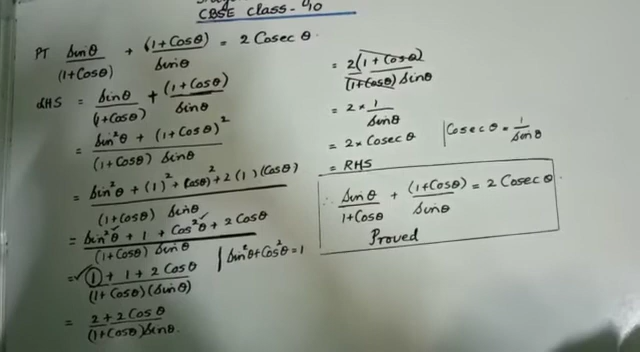 CBSE Class-10
PT Sinθ/(1+Cosθ) + (1+Cosθ)/Sinθ = 2 Cosec θ
LHS = Sinθ/(1+Cosθ) + (1+Cosθ)/Sinθ
= Sin²θ + (1+Cosθ)²/(1+Cosθ) Sinθ
= Sin²θ + (1)² + (Cosθ)² + 2(1)(Cosθ)/(1+Cosθ) Sinθ
= Sin²θ + 1 + Cos²θ + 2Cosθ/(1+Cosθ) Sinθ
= 1 + 1 + 2Cosθ/(1+Cosθ)(Sinθ) | Sin²θ+Cos²θ=1
= 2+2Cosθ/(1+Cosθ)Sinθ.
= 2(1+Cosθ)/(1+Cosθ)Sinθ
= 2 × 1/Sinθ
= 2 × Cosec θ | Cosec θ = 1/Sinθ
= RHS
∴ Sinθ/1+Cosθ + (1+Cosθ)/Sinθ = 2 Cosec θ.
Proved